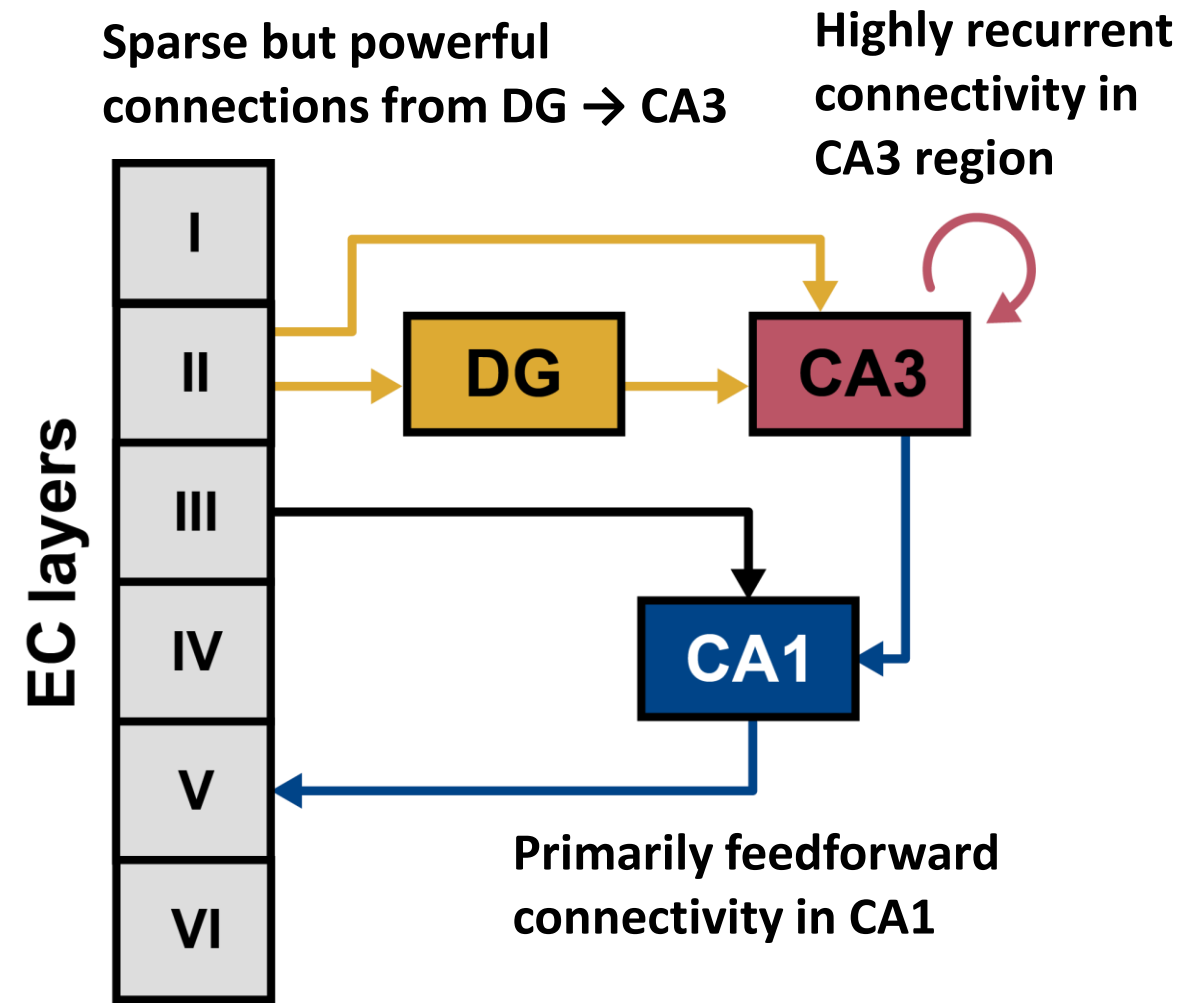 Sparse but powerful
connections from DG → CA3
Highly recurrent
connectivity in
CA3 region
EC layers
I
II
III
IV
V
VI
DG
CA3
CA1
Primarily feedforward
connectivity in CA1